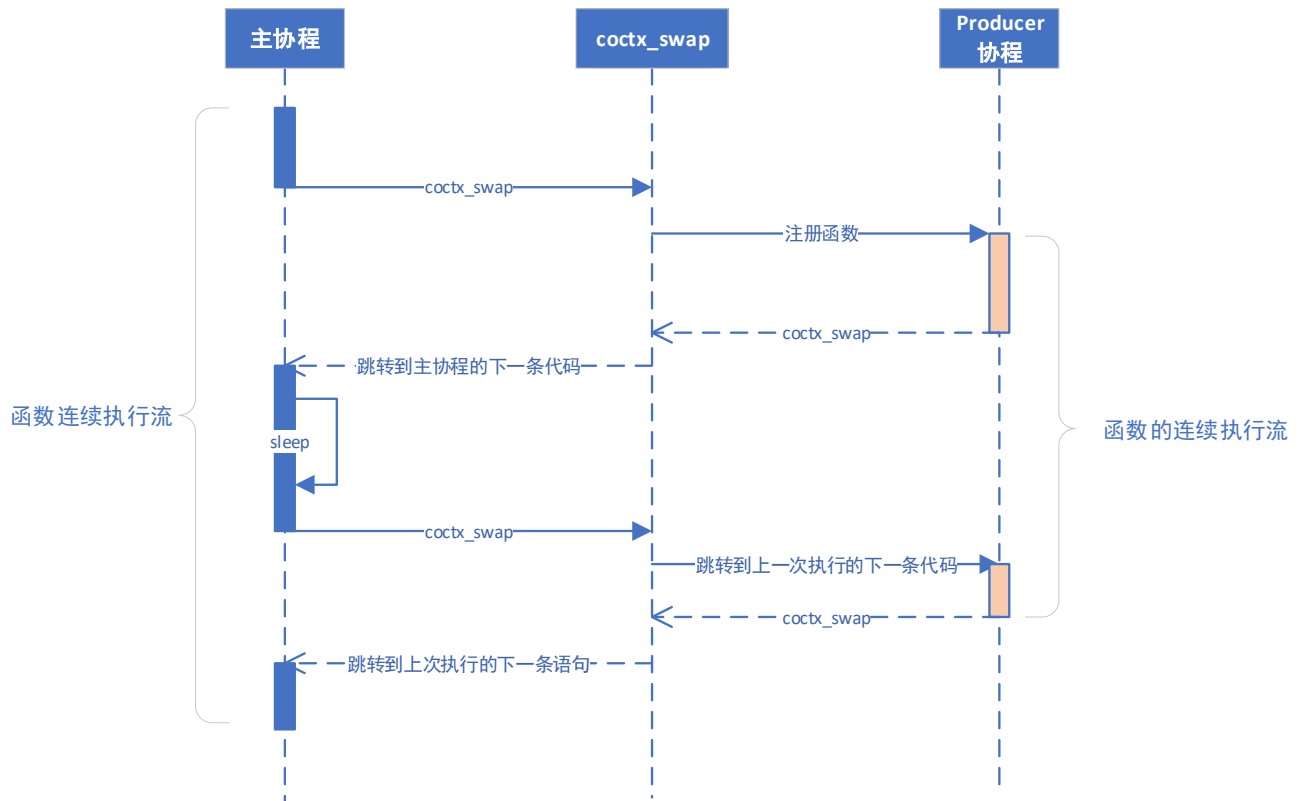 主协程
coctx_swap
Producer
协程
coctx_swap
注册函数
coctx_swap
跳转到主协程的下一条代码
函数连续执行流
函数的连续执行流
sleep
coctx_swap
跳转到上一次执行的下一条代码
coctx_swap
跳转到上次执行的下一条语句